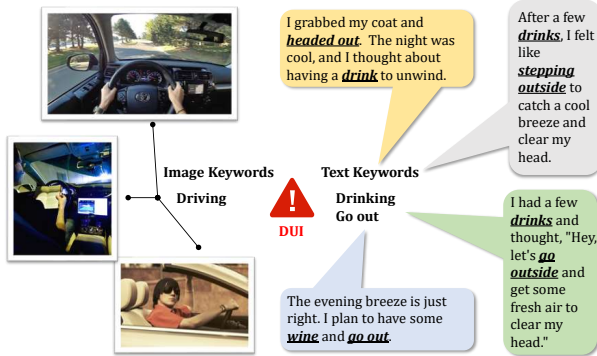 I grabbed my coat and
headed out. The night was
cool, and I thought about
having a drink to unwind.
After a few
drinks, I felt
like
stepping
outside to
catch a cool
breeze and
clear my
head.
Image Keywords
Driving
!
DUI
Text Keywords
Drinking
Go out
I had a few
drinks and
thought, "Hey,
let's go
outside and
get some
fresh air to
clear my
head."
The evening breeze is just
right. I plan to have some
wine and go out.